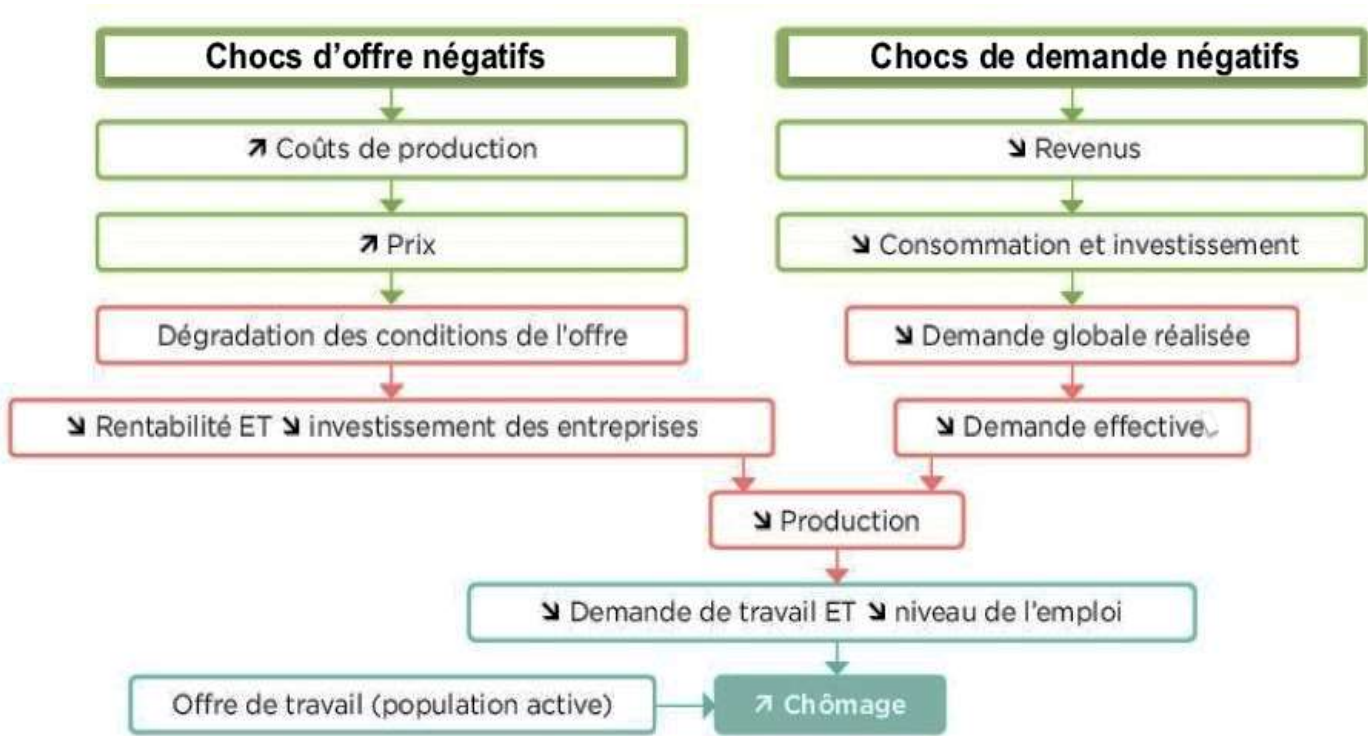 Chocs d'offre négatifs
Chocs de demande négatifs
↗ Coûts de production
↘ Revenus
↗ Prix
↘ Consommation et investissement
Dégradation des conditions de l'offre
↘ Demande globale réalisée
↘ Rentabilité ET ↘ investissement des entreprises
↘ Demande effective
↘ Production
↘ Demande de travail ET ↘ niveau de l'emploi
Offre de travail (population active)
↗ Chômage